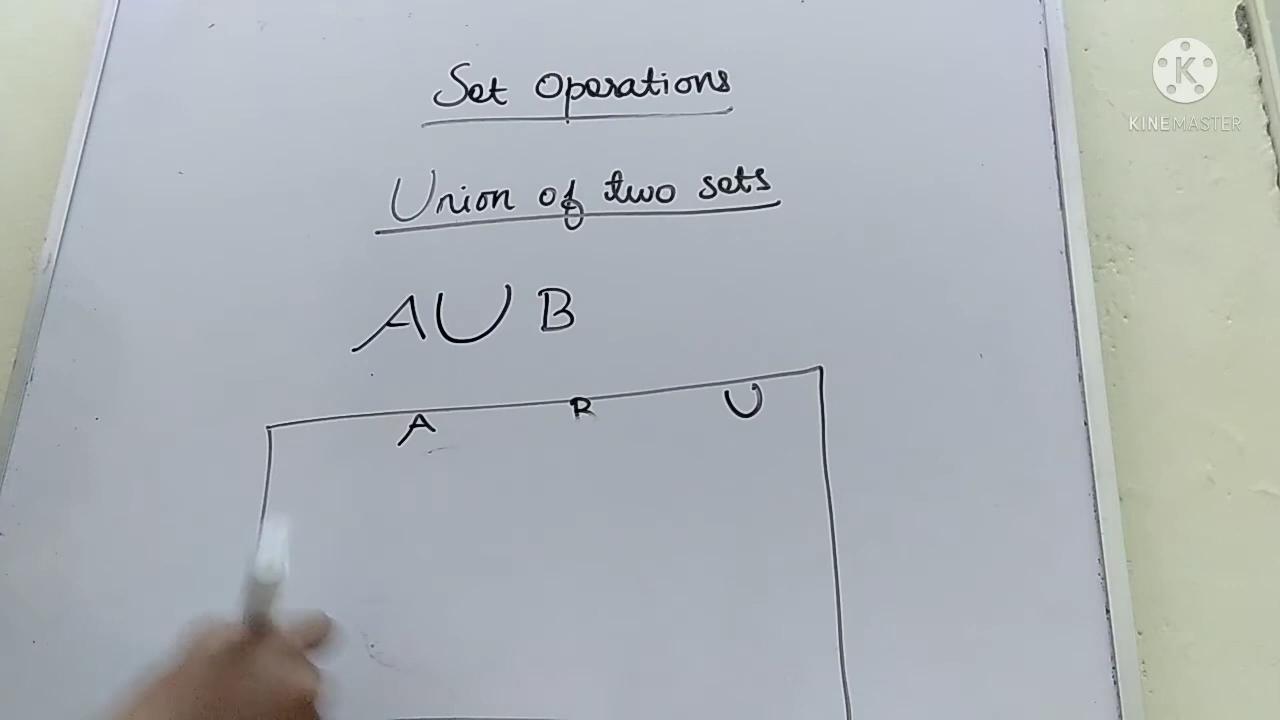 Set Operations
Union of two sets
A ∪ B
A B U
K
KINEMASTER